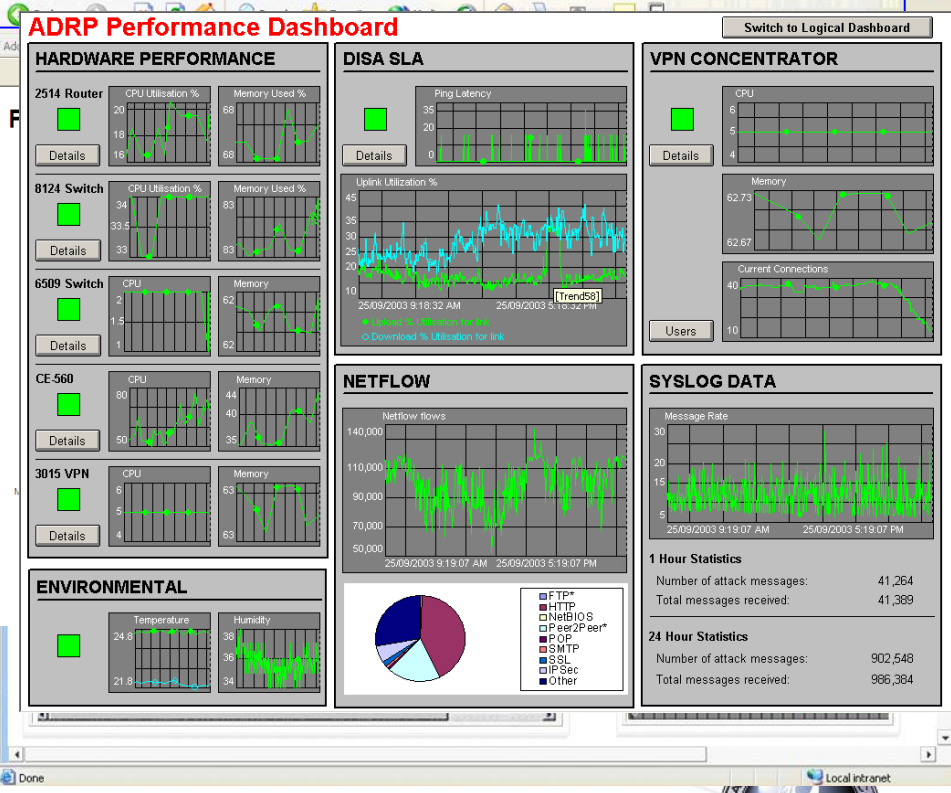 ADRP Performance Dashboard
Switch to Logical Dashboard
HARDWARE PERFORMANCE
2514 Router
CPU Utilisation %
20
18
16
Memory Used %
68
68
Details
8124 Switch
CPU Utilisation %
34
33.5
33
Memory Used %
83
83
Details
6509 Switch
CPU
2
1.5
1
Memory
62
62
Details
CE-560
CPU
80
50
Memory
44
40
35
Details
3015 VPN
CPU
6
5
4
Memory
63
63
Details
ENVIRONMENTAL
Temperature
24.8
21.8
Humidity
38
36
34
DISA SLA
Ping Latency
35
20
0
Details
Uplink Utilization %
45
35
30
25
20
10
25/09/2003 9:18:32 AM
25/09/2003 5:18:32 PM
[Trend58]
Upload % Utilisation for link
Download % Utilisation for link
NETFLOW
Netflow flows
140,000
110,000
90,000
70,000
50,000
25/09/2003 9:19:07 AM
25/09/2003 5:19:07 PM
FTP*
HTTP
NetBIOS
Peer2Peer*
POP
SMTP
SSL
IPSec
Other
VPN CONCENTRATOR
CPU
6
5
4
Details
Memory
62.73
62.67
Current Connections
40
10
Users
SYSLOG DATA
Message Rate
30
20
15
5
25/09/2003 9:19:07 AM
25/09/2003 5:19:07 PM
1 Hour Statistics
Number of attack messages: 41,264
Total messages received: 41,389
24 Hour Statistics
Number of attack messages: 902,548
Total messages received: 986,384
Done
Local intranet